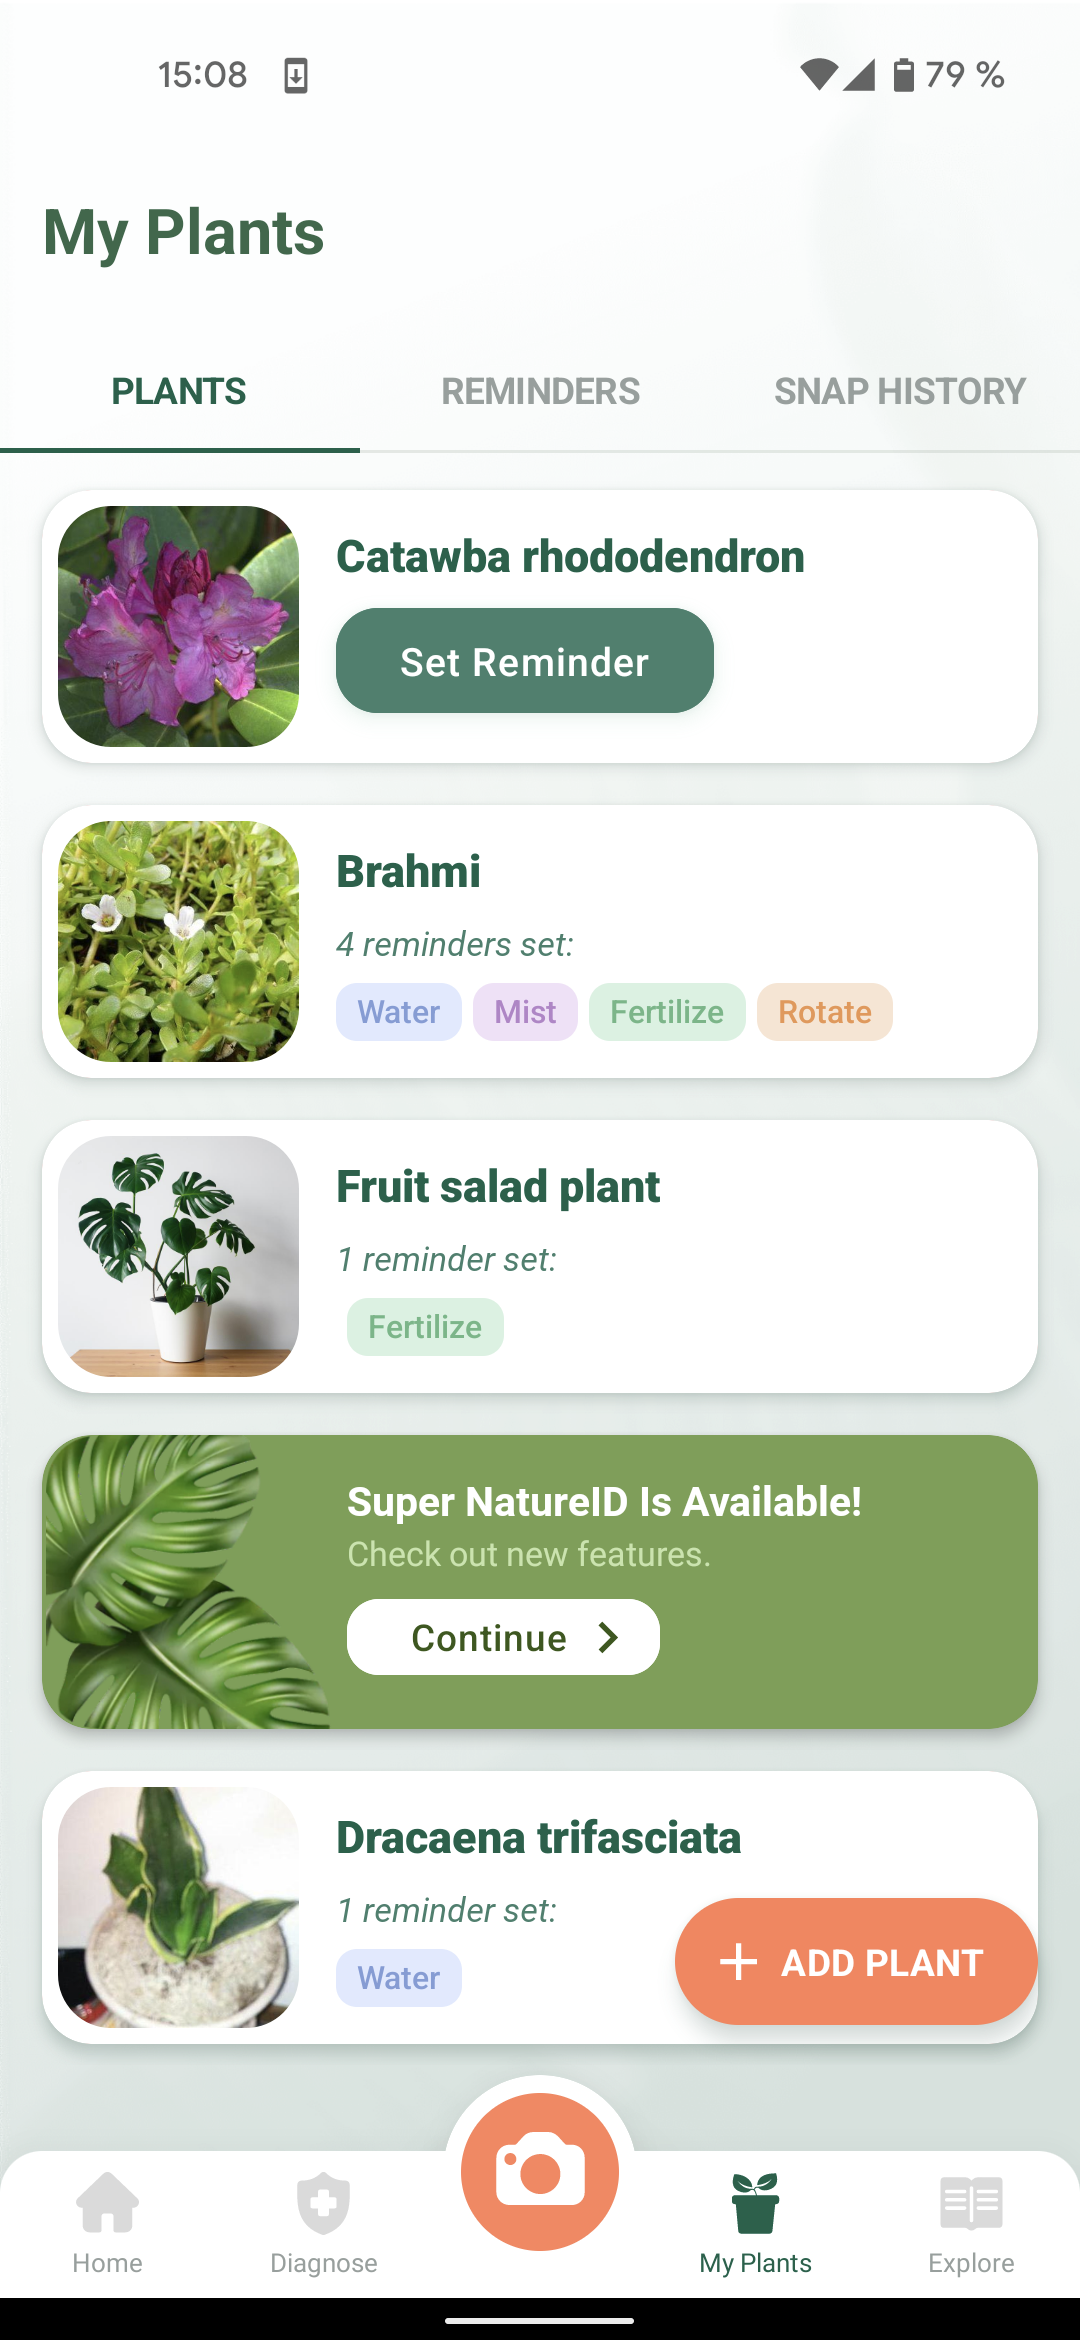 15:08
79 %
My Plants
PLANTS
REMINDERS
SNAP HISTORY
Catawba rhododendron
Set Reminder
Brahmi
4 reminders set:
Water Mist Fertilize Rotate
Fruit salad plant
1 reminder set:
Fertilize
Super NatureID Is Available!
Check out new features.
Continue
Dracaena trifasciata
1 reminder set:
Water
ADD PLANT
Home
Diagnose
My Plants
Explore